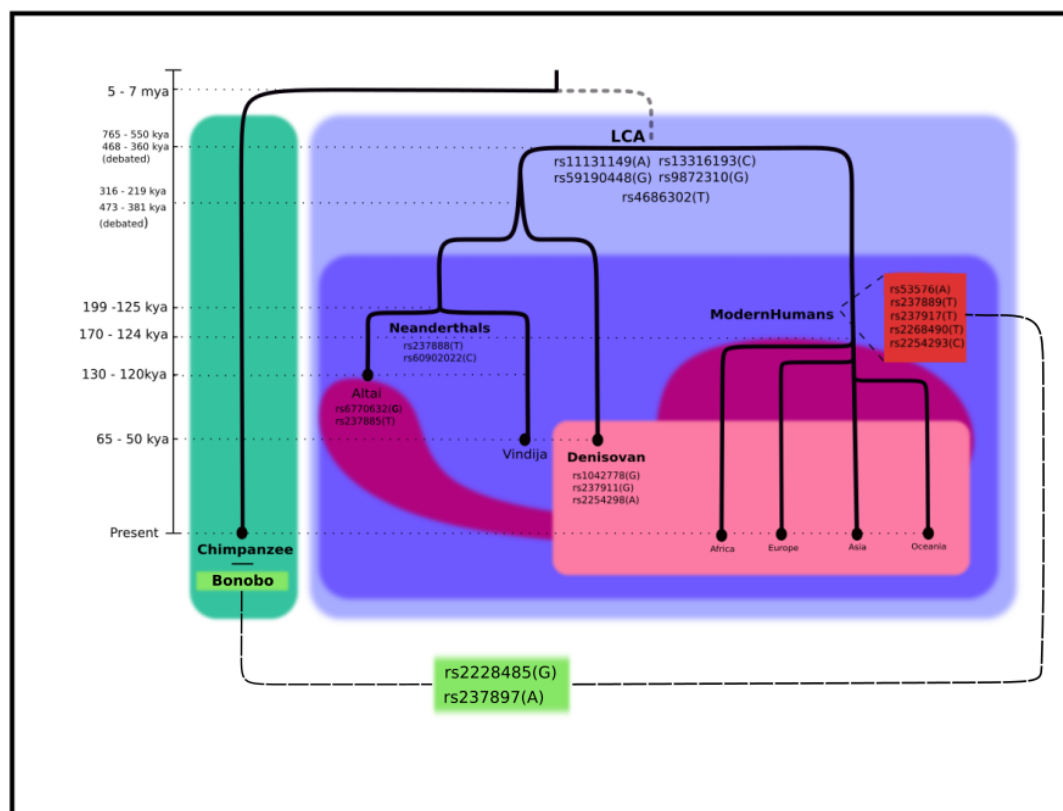 5 - 7 mya
765 - 550 kya
468 - 360 kya
(debated)
316 - 219 kya
473 - 381 kya
(debated)
199 -125 kya
170 - 124 kya
130 - 120kya
65 - 50 kya
Present
LCA
rs11131149(A) rs13316193(C)
rs59190448(G) rs9872310(G)
rs4686302(T)
Neanderthals
rs237888(T)
rs60902022(C)
Altai
rs6770632(G)
rs237885(T)
Vindija
Denisovan
rs1042778(G)
rs237911(G)
rs2254298(A)
ModernHumans
rs53576(A)
rs237889(T)
rs237917(T)
rs2268490(T)
rs2254293(C)
Africa
Europe
Asia
Oceania
Chimpanzee
Bonobo
rs2228485(G)
rs237897(A)